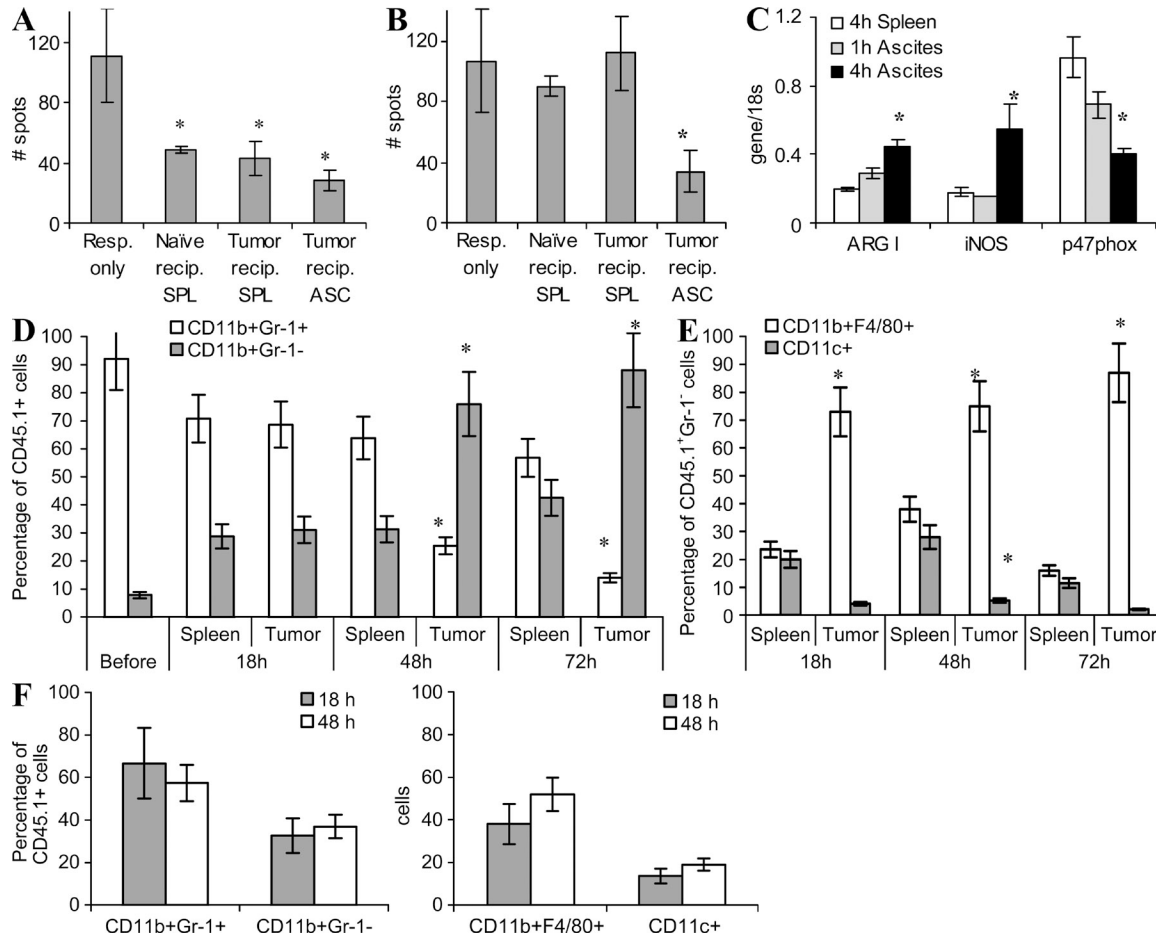 A
# spots
120
80
40
0
Resp. only
Naïve recip. SPL
Tumor recip. SPL
Tumor recip. ASC
* * *
B
# spots
120
80
40
0
Resp. only
Naïve recip. SPL
Tumor recip. SPL
Tumor recip. ASC
*
C
gene/18s
1.2
0.8
0.4
0
4h Spleen
1h Ascites
4h Ascites
* * *
ARG I iNOS p47phox
D
CD11b+Gr-1+
CD11b+Gr-1-
Percentage of CD45.1+ cells
100
90
80
70
60
50
40
30
20
10
0
* * * *
Spleen Tumor Spleen Tumor Spleen Tumor
Before 18h 48h 72h
E
CD11b+F4/80+
CD11c+
Percentage of CD45.1⁺Gr-1⁻ cells
100
90
80
70
60
50
40
30
20
10
0
* * * *
Spleen Tumor Spleen Tumor Spleen Tumor
18h 48h 72h
F
Percentage of
CD45.1+ cells
100
80
60
40
20
0
18 h
48 h
CD11b+Gr-1+ CD11b+Gr-1-
cells
100
80
60
40
20
0
18 h
48 h
CD11b+F4/80+ CD11c+